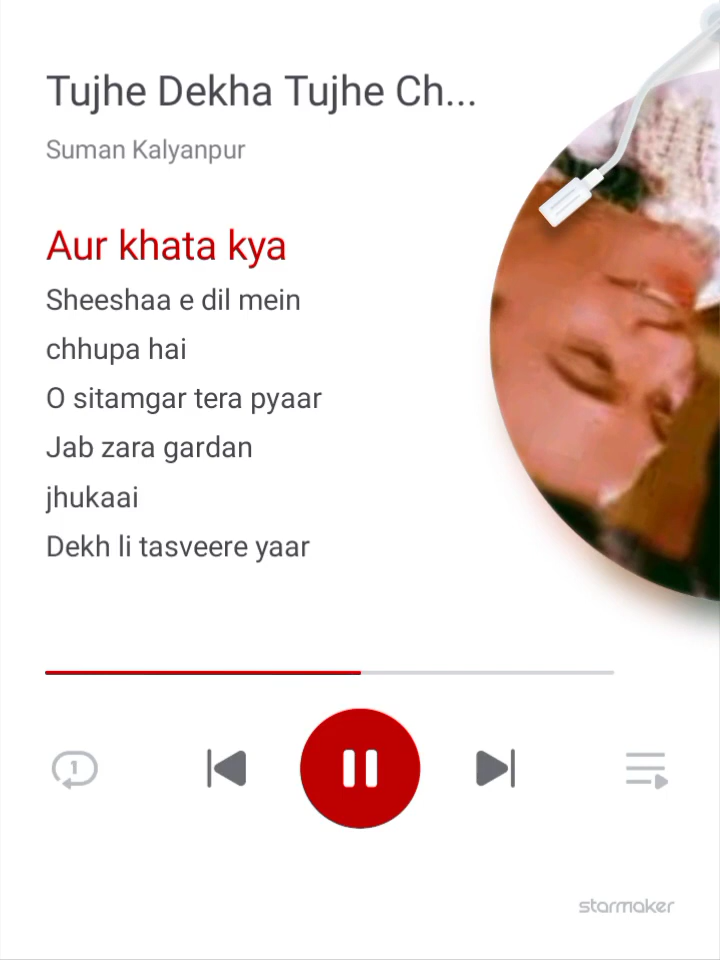 Tujhe Dekha Tujhe Ch...
Suman Kalyanpur
Aur khata kya
Sheeshaa e dil mein
chhupa hai
O sitamgar tera pyaar
Jab zara gardan
jhukaai
Dekh li tasveere yaar
1
starmaker